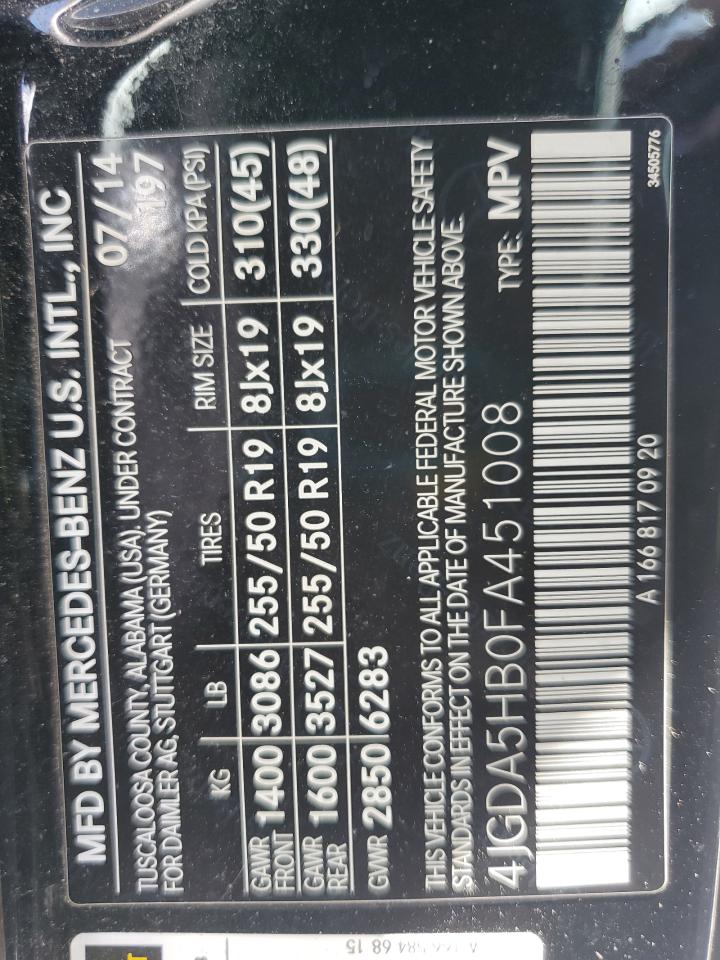 MFD BY MERCEDES-BENZ U.S. INTL., INC
TUSCALOOSA COUNTY, ALABAMA (USA), UNDER CONTRACT 07/14
FOR DAIMLER AG, STUTTGART (GERMANY) 197
KG LB TIRES RIM SIZE COLD KPA (PSI)
GAWR FRONT 1400 3086 255/50 R19 8Jx19 310(45)
GAWR REAR 1600 3527 255/50 R19 8Jx19 330(48)
GVWR 2850 6283
THIS VEHICLE CONFORMS TO ALL APPLICABLE FEDERAL MOTOR VEHICLE SAFETY
STANDARDS IN EFFECT ON THE DATE OF MANUFACTURE SHOWN ABOVE.
4JGDA5HB0FA451008 TYPE: MPV
A 166 817 09 20 34505776
68 15